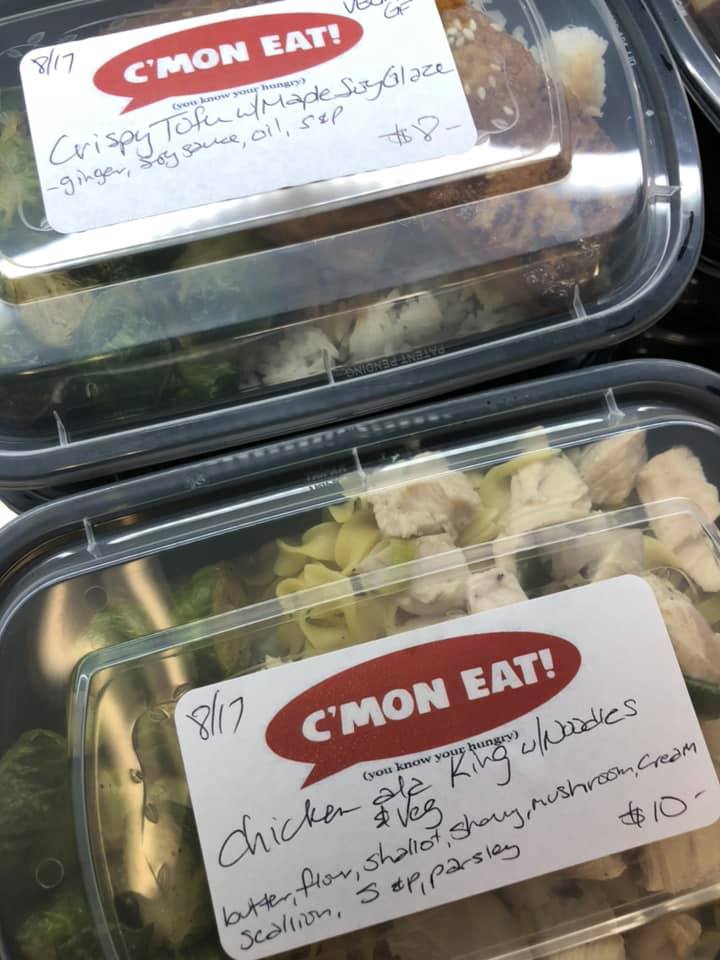 8/17
GF
C'MON EAT!
(you know your hungry)
Crispy Tofu w/Maple Soy Glaze
-ginger, soy sauce, oil, S&P
$8-
PATENT PENDING
8/17
C'MON EAT!
(you know your hungry)
Chicken ala King w/Noodles
& Veg
butter, flour, shallot, sherry, mushroom, cream
scallion, S&P, parsley
$10-